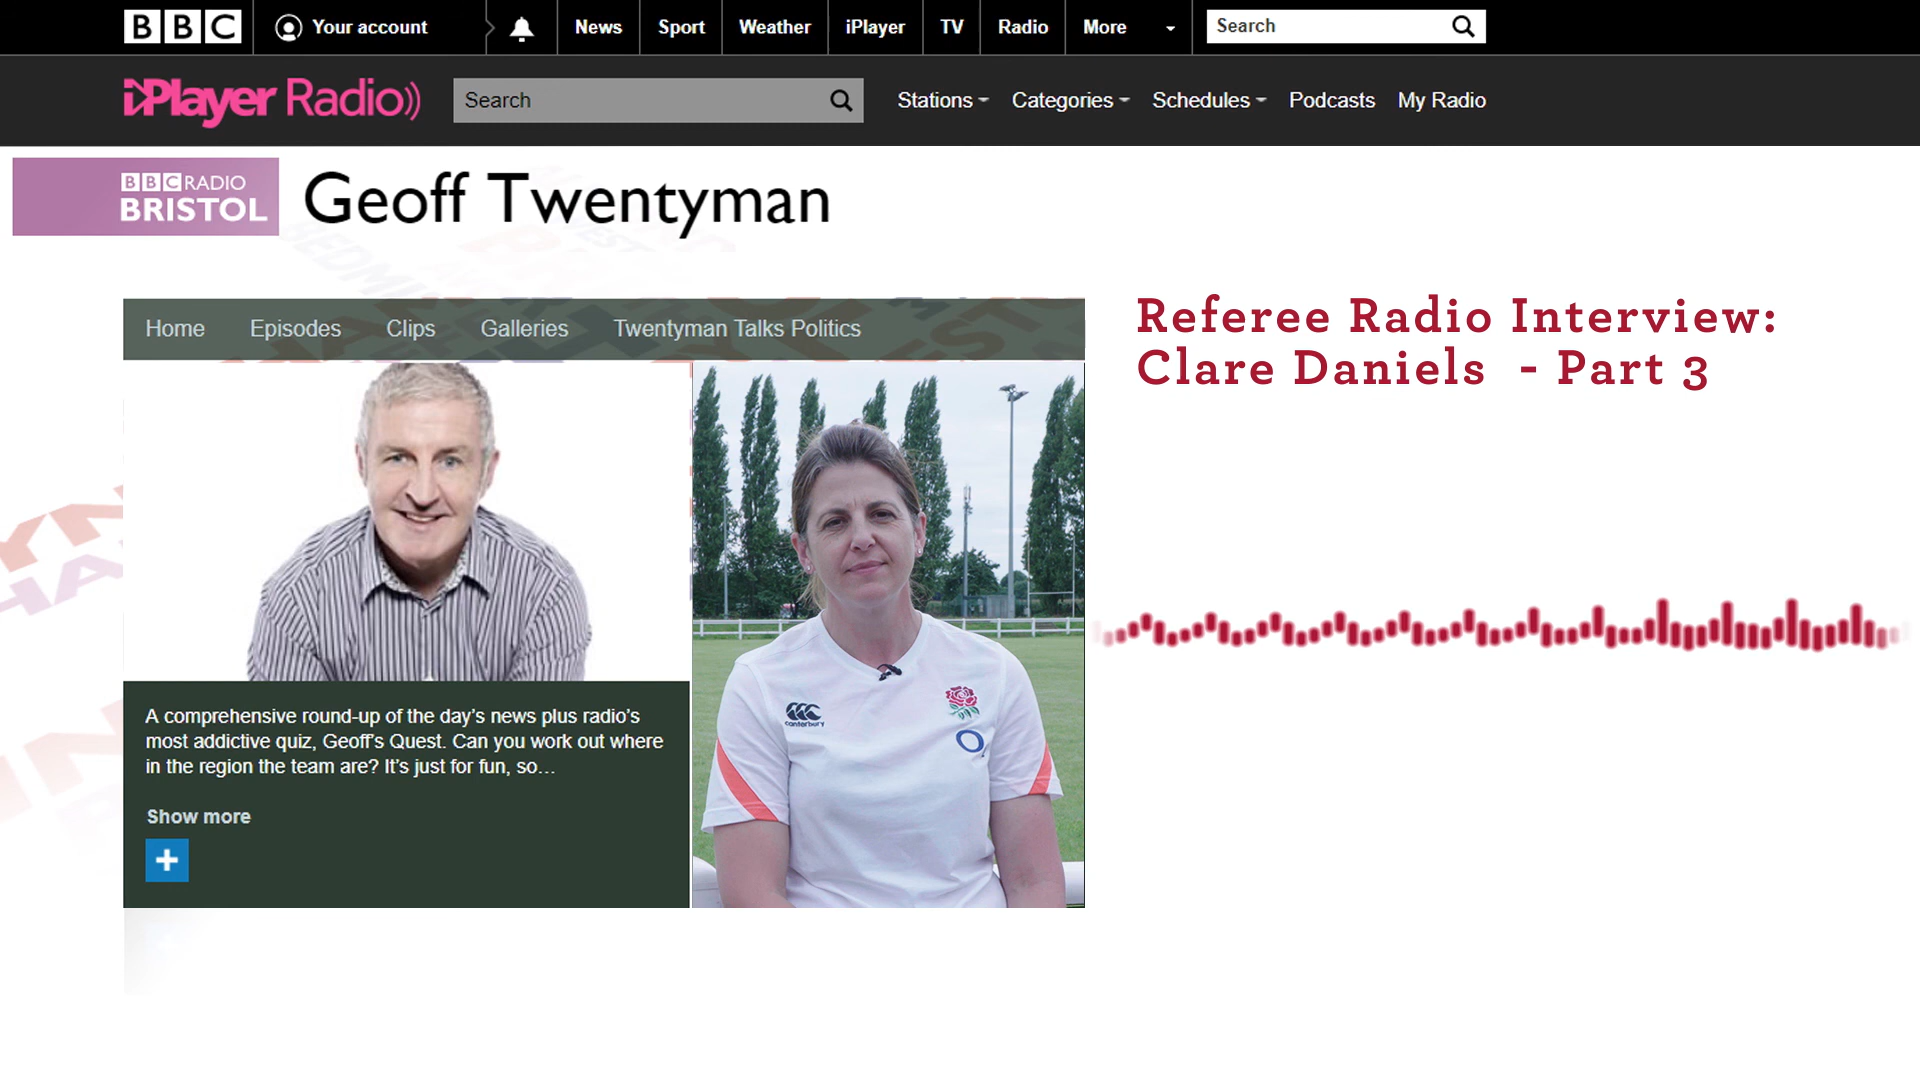 BBC Your account News Sport Weather iPlayer TV Radio More Search
iPlayer Radio Search Stations Categories Schedules Podcasts My Radio
BBC RADIO
BRISTOL
Geoff Twentyman
Home Episodes Clips Galleries Twentyman Talks Politics
Referee Radio Interview:
Clare Daniels - Part 3
canterbury
A comprehensive round-up of the day's news plus radio's
most addictive quiz, Geoff's Quest. Can you work out where
in the region the team are? It's just for fun, so...
Show more